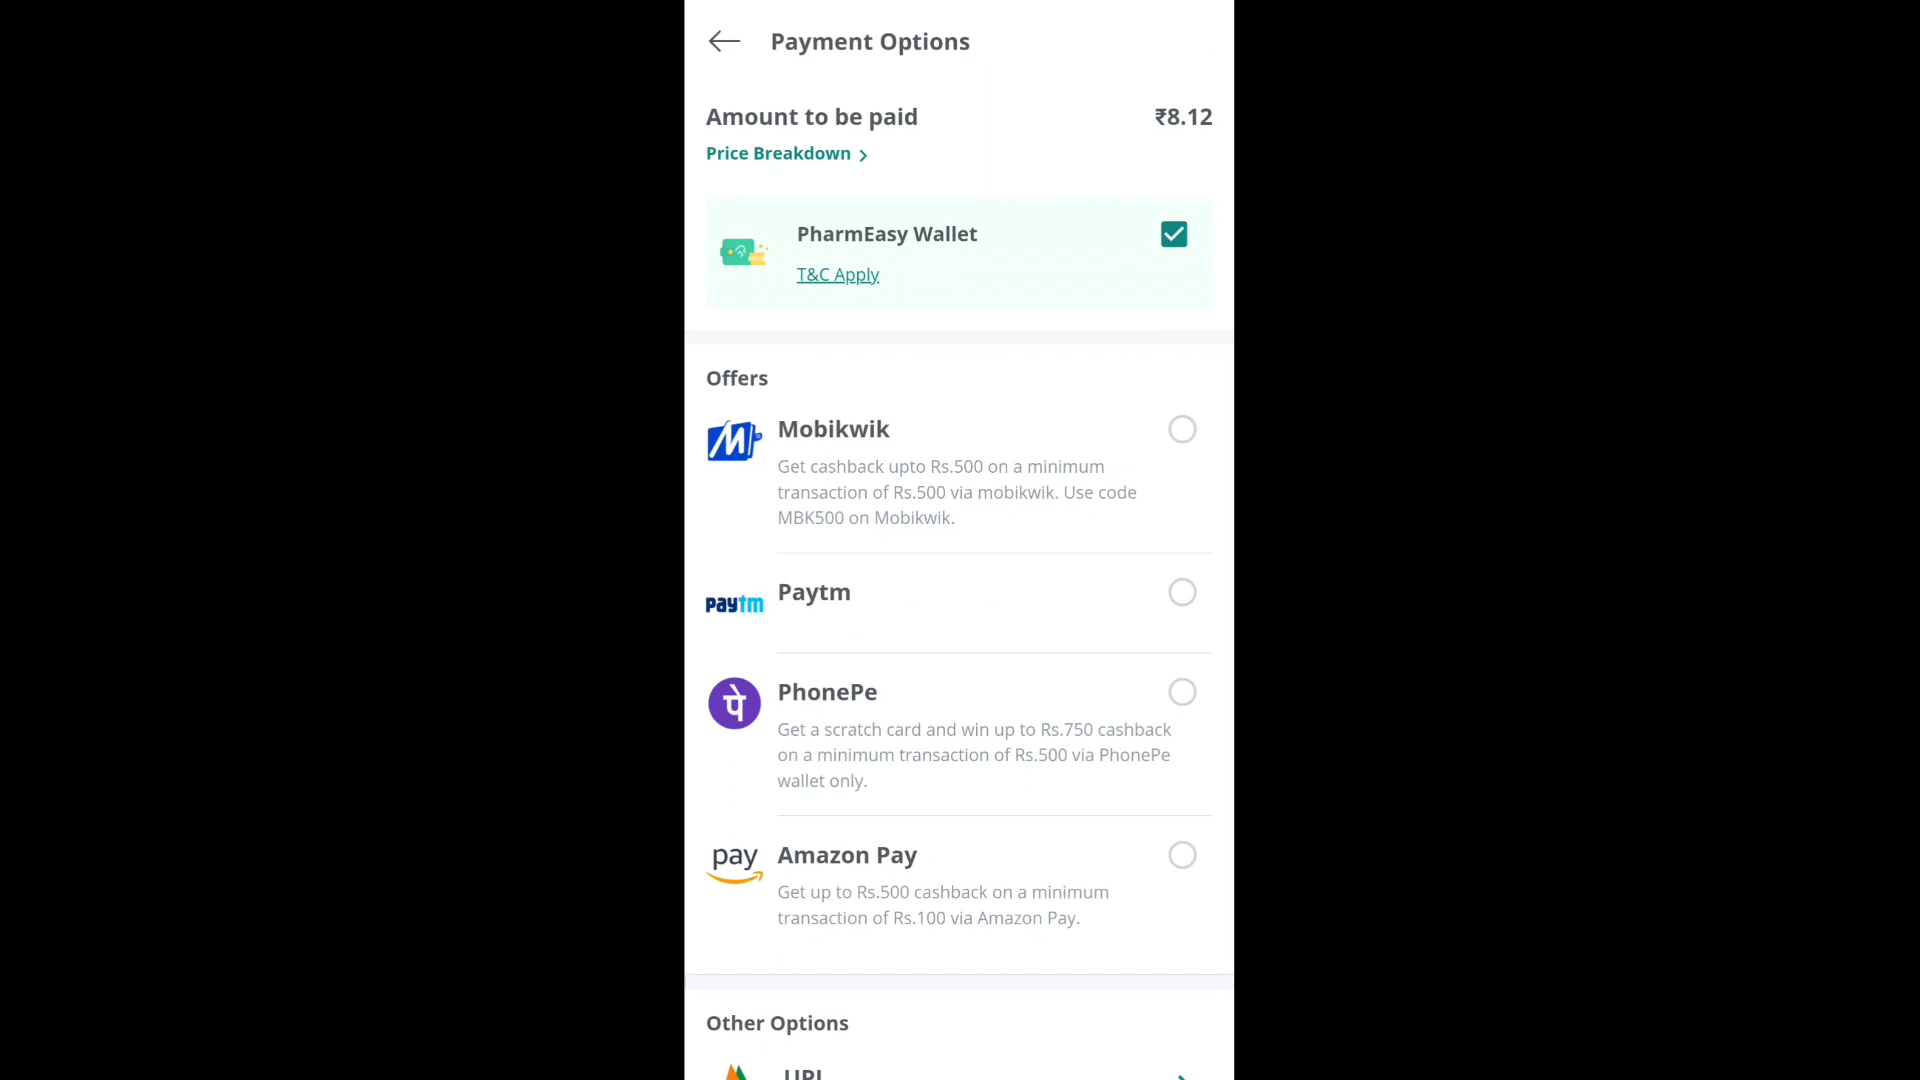 Payment Options
Amount to be paid ₹8.12
Price Breakdown
PharmEasy Wallet
T&C Apply
Offers
Mobikwik
Get cashback upto Rs.500 on a minimum
transaction of Rs.500 via mobikwik. Use code
MBK500 on Mobikwik.
paytm Paytm
पे PhonePe
Get a scratch card and win up to Rs.750 cashback
on a minimum transaction of Rs.500 via PhonePe
wallet only.
pay Amazon Pay
Get up to Rs.500 cashback on a minimum
transaction of Rs.100 via Amazon Pay.
Other Options
UPI